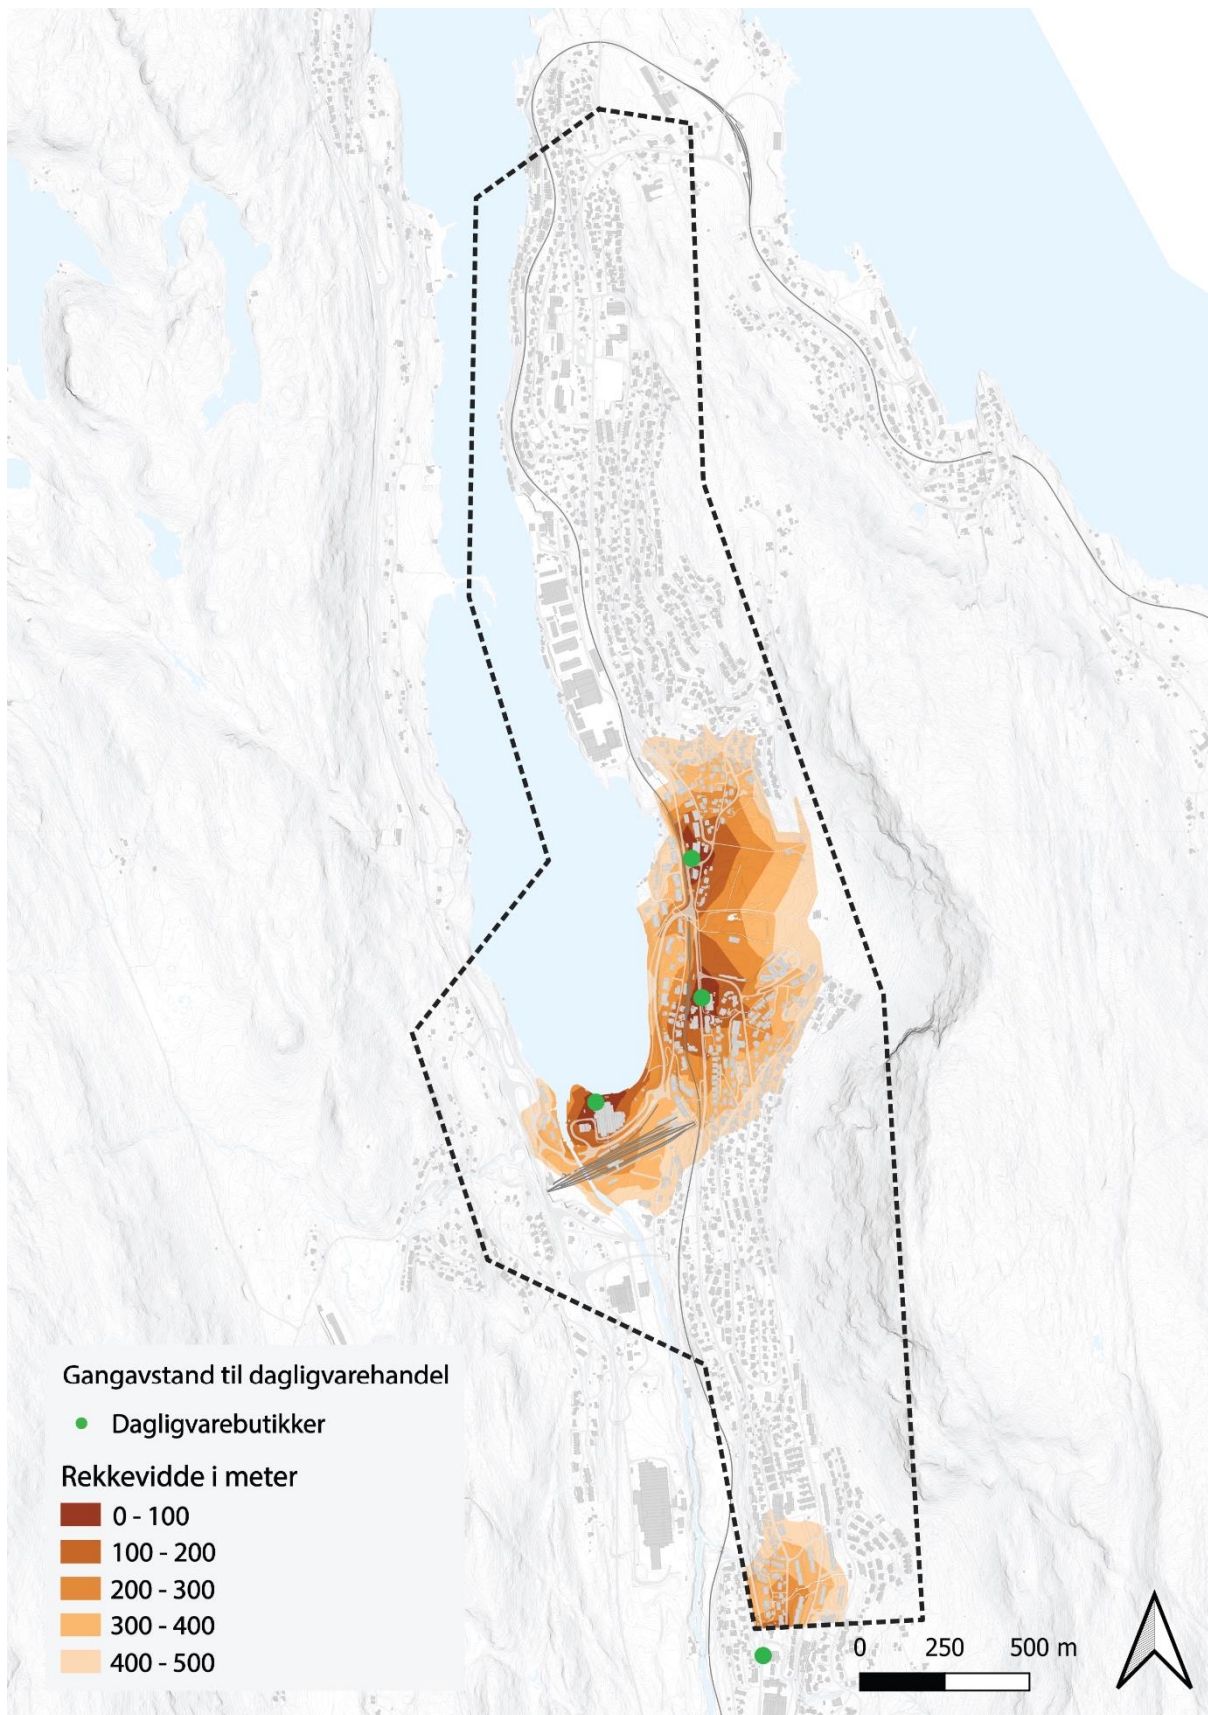 Gangavstand til dagligvarehandel
Dagligvarebutikker
Rekkevidde i meter
0 - 100
100 - 200
200 - 300
300 - 400
400 - 500
0 250 500 m